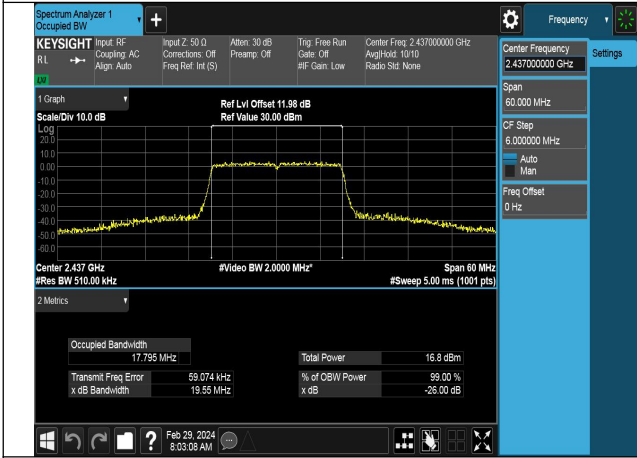 Spectrum Analyzer 1
Occupied BW
Frequency
KEYSIGHT
RL
Input: RF
Coupling: AC
Align: Auto
Input Z: 50 Ω
Corrections: Off
Freq Ref: Int (S)
Atten: 30 dB
Preamp: Off
Trig: Free Run
Gate: Off
#IF Gain: Low
Center Freq: 2.437000000 GHz
Avg|Hold: 10/10
Radio Std: None
1 Graph
Scale/Div 10.0 dB
Ref Lvl Offset 11.98 dB
Ref Value 30.00 dBm
Log
20.0
10.0
0.00
-10.0
-20.0
-30.0
-40.0
-50.0
-60.0
Center 2.437 GHz
#Res BW 510.00 kHz
#Video BW 2.0000 MHz*
Span 60 MHz
#Sweep 5.00 ms (1001 pts)
2 Metrics
Occupied Bandwidth
17.795 MHz
Transmit Freq Error 59.074 kHz
x dB Bandwidth 19.55 MHz
Total Power 16.8 dBm
% of OBW Power 99.00 %
x dB -26.00 dB
Feb 29, 2024
8:03:08 AM
Center Frequency
2.437000000 GHz
Span
60.000 MHz
CF Step
6.000000 MHz
Auto
Man
Freq Offset
0 Hz
Settings